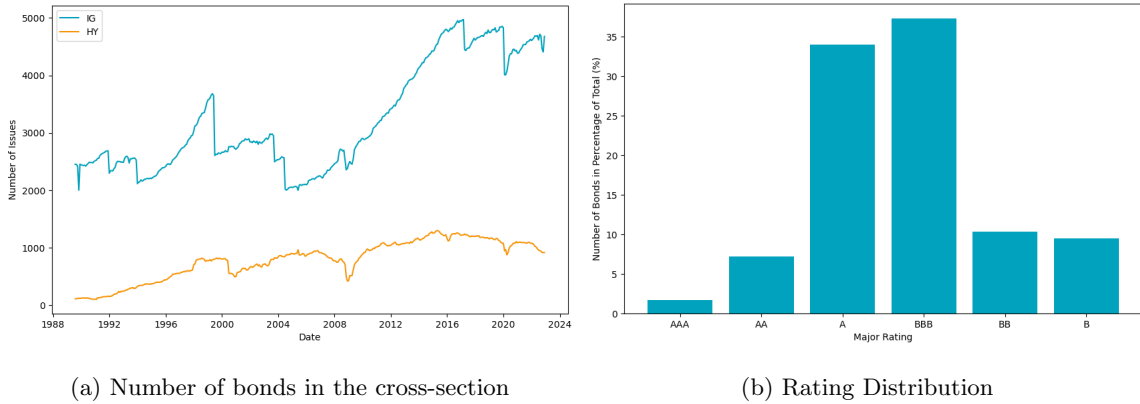 IG
HY
5000
4000
3000
2000
1000
0
Number of Issues
1988
1992
1996
2000
2004
2008
2012
2016
2020
2024
Date
(a) Number of bonds in the cross-section
35
30
25
20
15
10
5
0
Number of Bonds in Percentage of Total (%)
AAA
AA
A
BBB
BB
B
Major Rating
(b) Rating Distribution